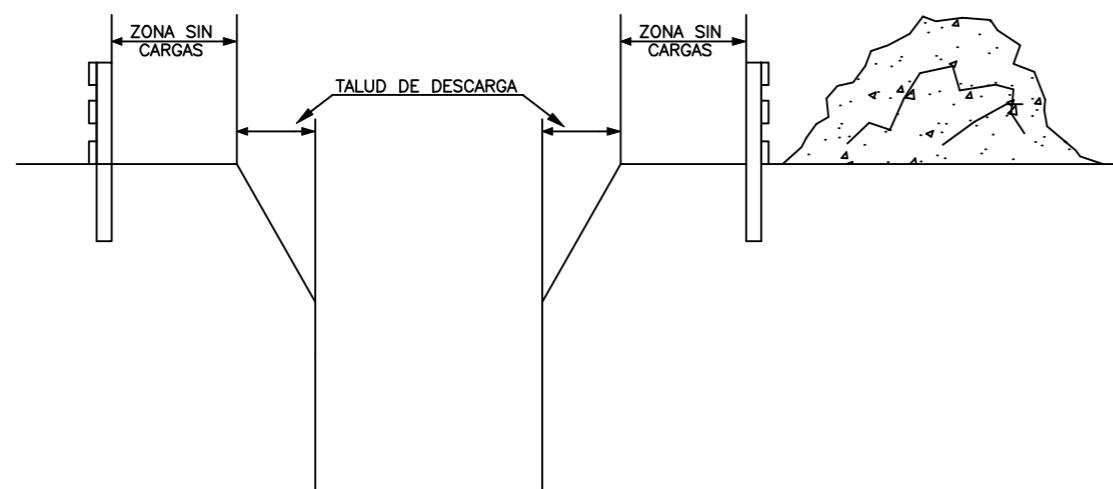 ZONA SIN
CARGAS
ZONA SIN
CARGAS
TALUD DE DESCARGA